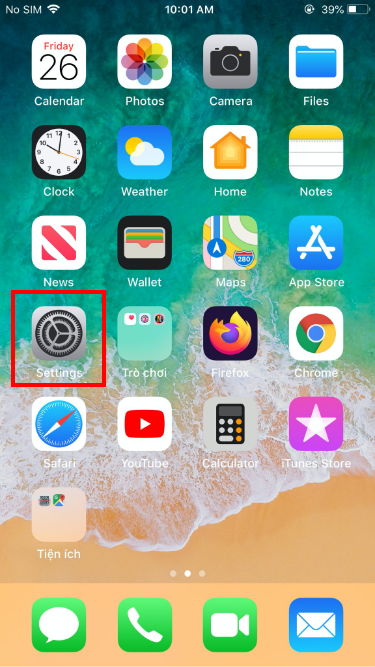 No SIM 10:01 AM 39%
Friday
26
Calendar Photos Camera Files
12
Clock Weather Home Notes
280
News Wallet Maps App Store
Settings Trò chơi Firefox Chrome
Safari YouTube Calculator iTunes Store
Tiện ích